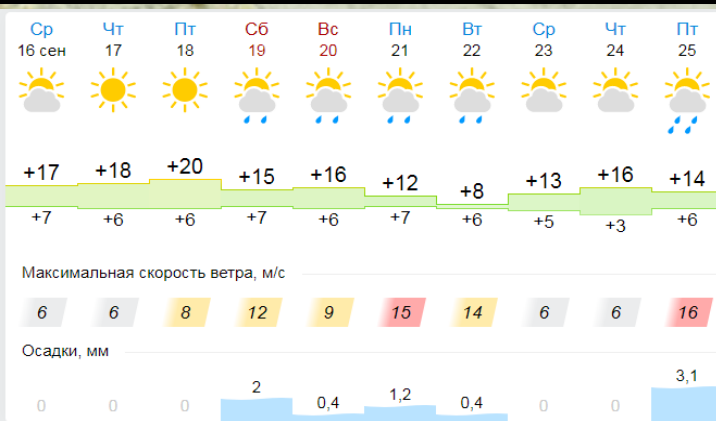 Ср Чт Пт Сб Вс Пн Вт Ср Чт Пт
16 сен 17 18 19 20 21 22 23 24 25
+17 +18 +20 +15 +16 +12 +8 +13 +16 +14
+7 +6 +6 +7 +6 +7 +6 +5 +3 +6
Максимальная скорость ветра, м/с
6 6 8 12 9 15 14 6 6 16
Осадки, мм
0 0 0 2 0,4 1,2 0,4 0 0 3,1